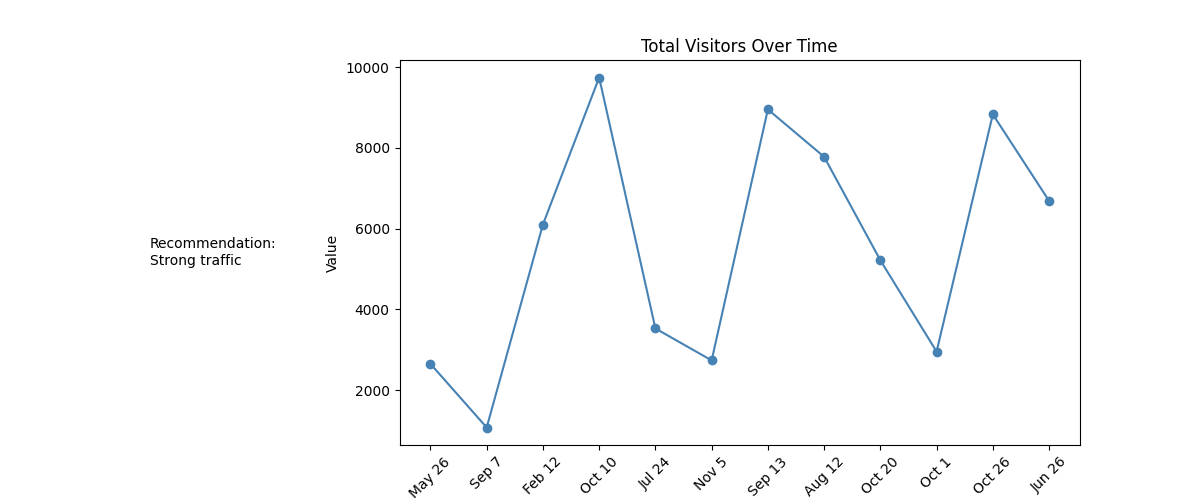 Total Visitors Over Time
10000
8000
6000
4000
2000
Value
Recommendation:
Strong traffic
May 26
Sep 7
Feb 12
Oct 10
Jul 24
Nov 5
Sep 13
Aug 12
Oct 20
Oct 1
Oct 26
Jun 26